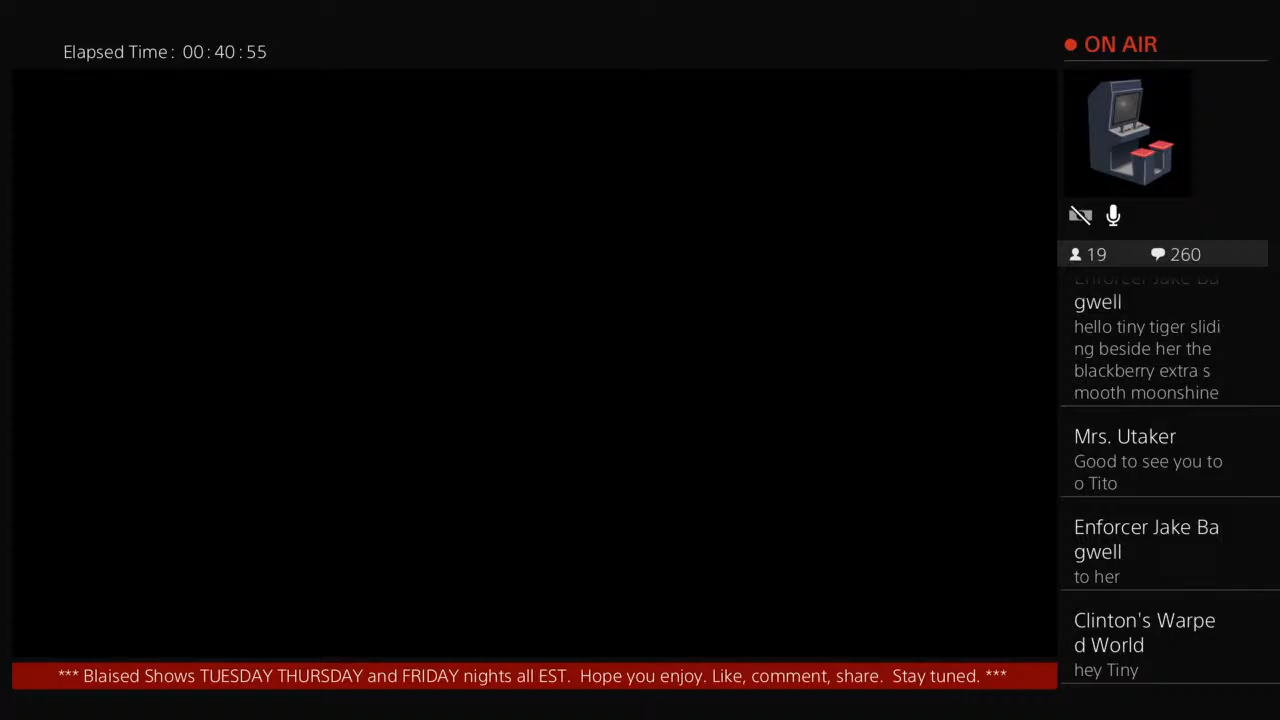 Elapsed Time: 00:40:55
ON AIR
19 260
Enforcer Jake Ba
gwell
hello tiny tiger slidi
ng beside her the
blackberry extra s
mooth moonshine
Mrs. Utaker
Good to see you to
o Tito
Enforcer Jake Ba
gwell
to her
Clinton's Warpe
d World
hey Tiny
*** Blaised Shows TUESDAY THURSDAY and FRIDAY nights all EST. Hope you enjoy. Like, comment, share. Stay tuned. ***